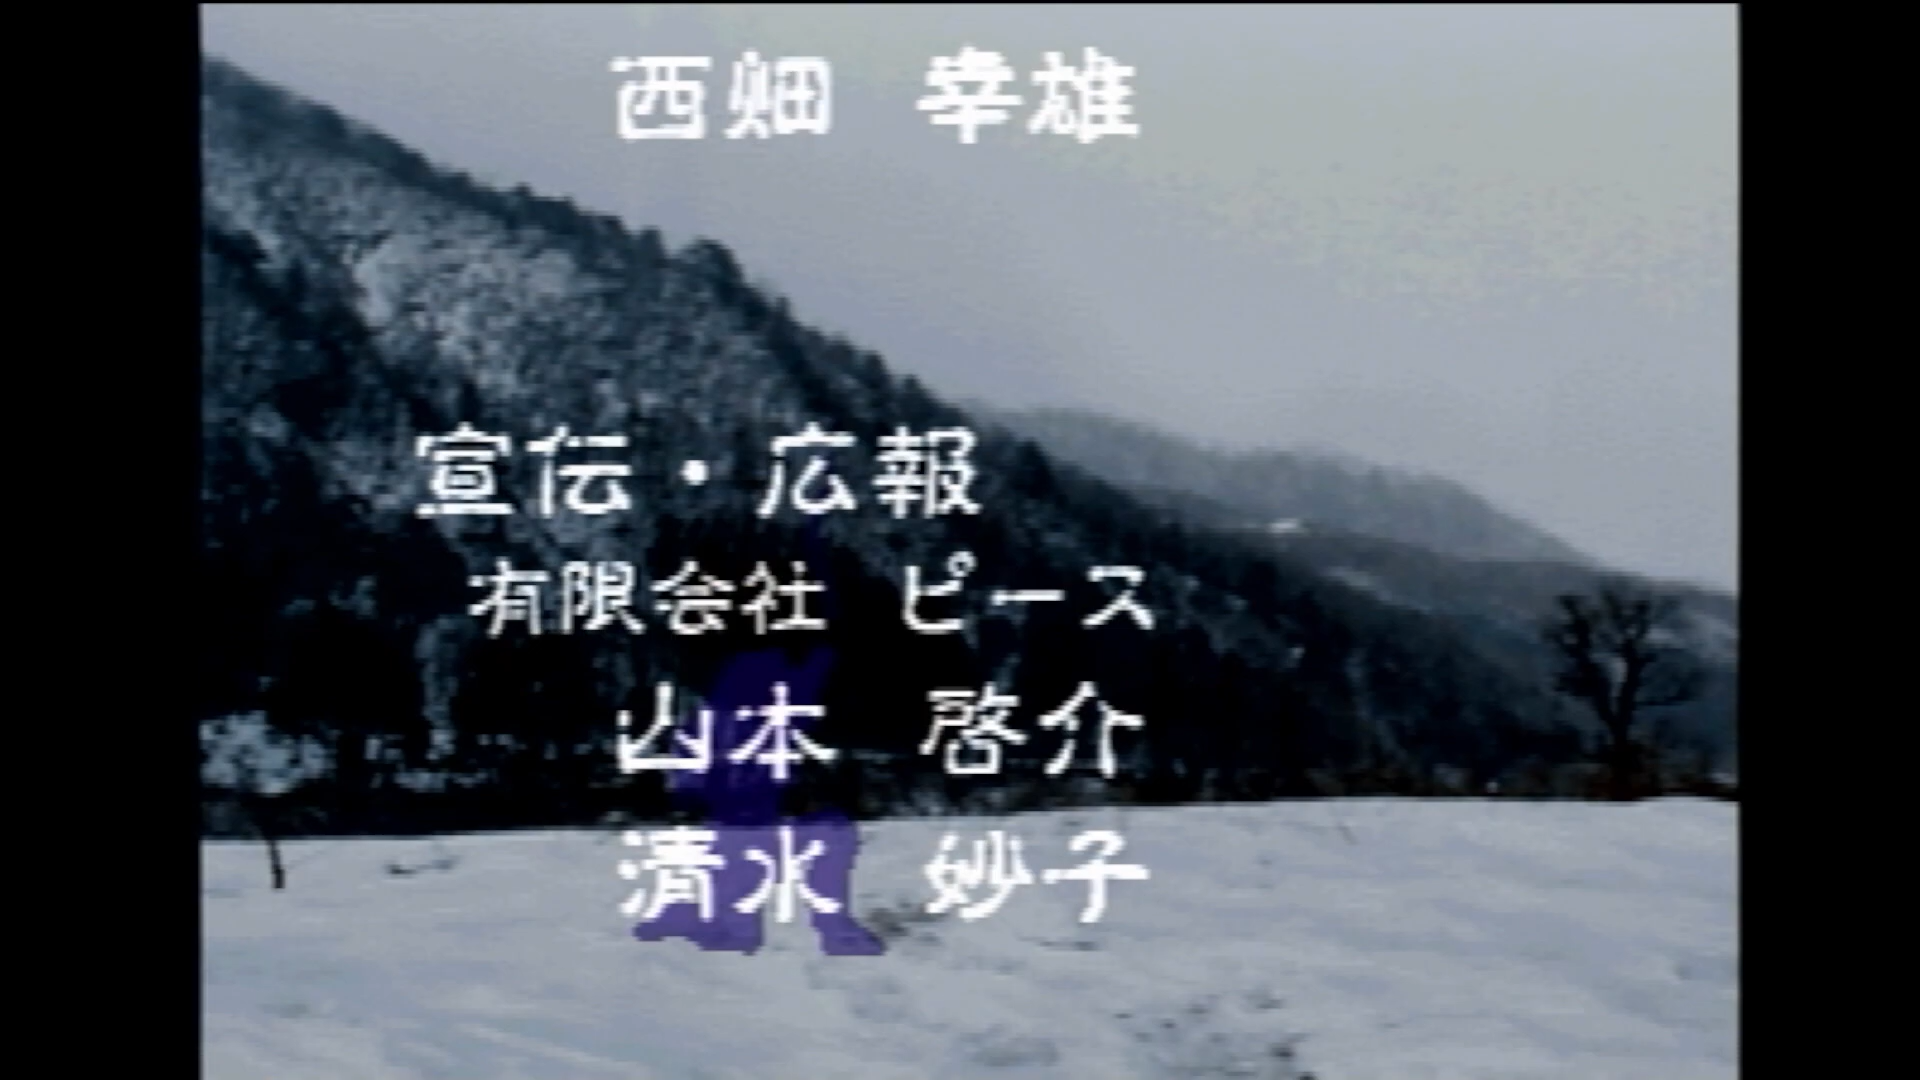 西畑 幸雄
宣伝・広報
有限会社 ピース
山本 啓介
清水 妙子